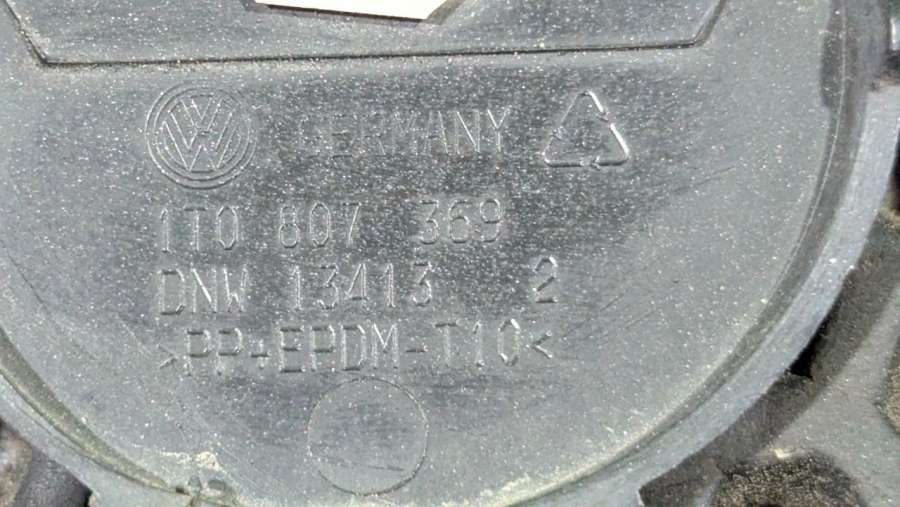 GERMANY
1T0 807 369
DNW 13413 2
>PP+EPDM-T10<